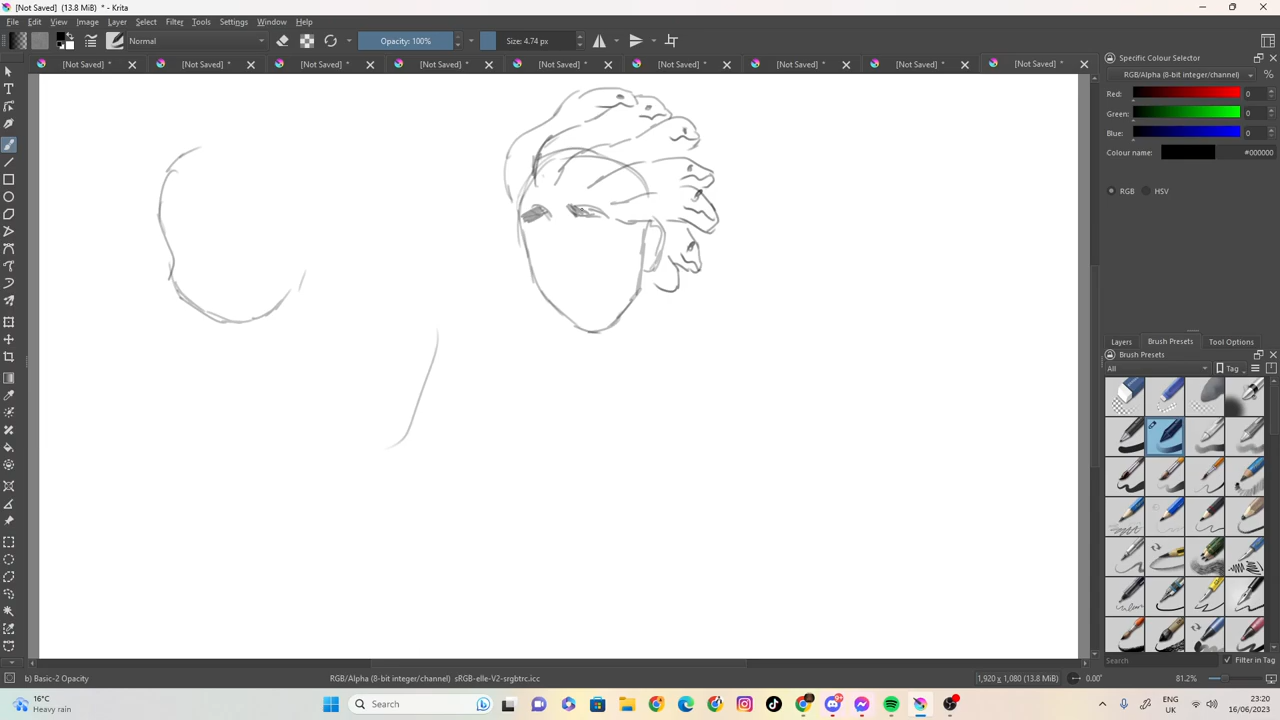 [Not Saved] (13.8 MiB) * - Krita
File Edit View Image Layer Select Filter Tools Settings Window Help
Normal Opacity: 100% Size: 4.74 px
[Not Saved] * [Not Saved] * [Not Saved] * [Not Saved] * [Not Saved] * [Not Saved] * [Not Saved] * [Not Saved] * [Not Saved] *
Specific Colour Selector
RGB/Alpha (8-bit integer/channel) %
Red: 0
Green: 0
Blue: 0
Colour name: #000000
RGB HSV
Layers Brush Presets Tool Options
Brush Presets
All Tag
Search Filter in Tag
b) Basic-2 Opacity RGB/Alpha (8-bit integer/channel) sRGB-elle-V2-srgbtrc.icc 1,920 x 1,080 (13.8 MiB) 0.00° 81.2%
16°C
Heavy rain
Search
ENG
UK
23:20
16/06/2023